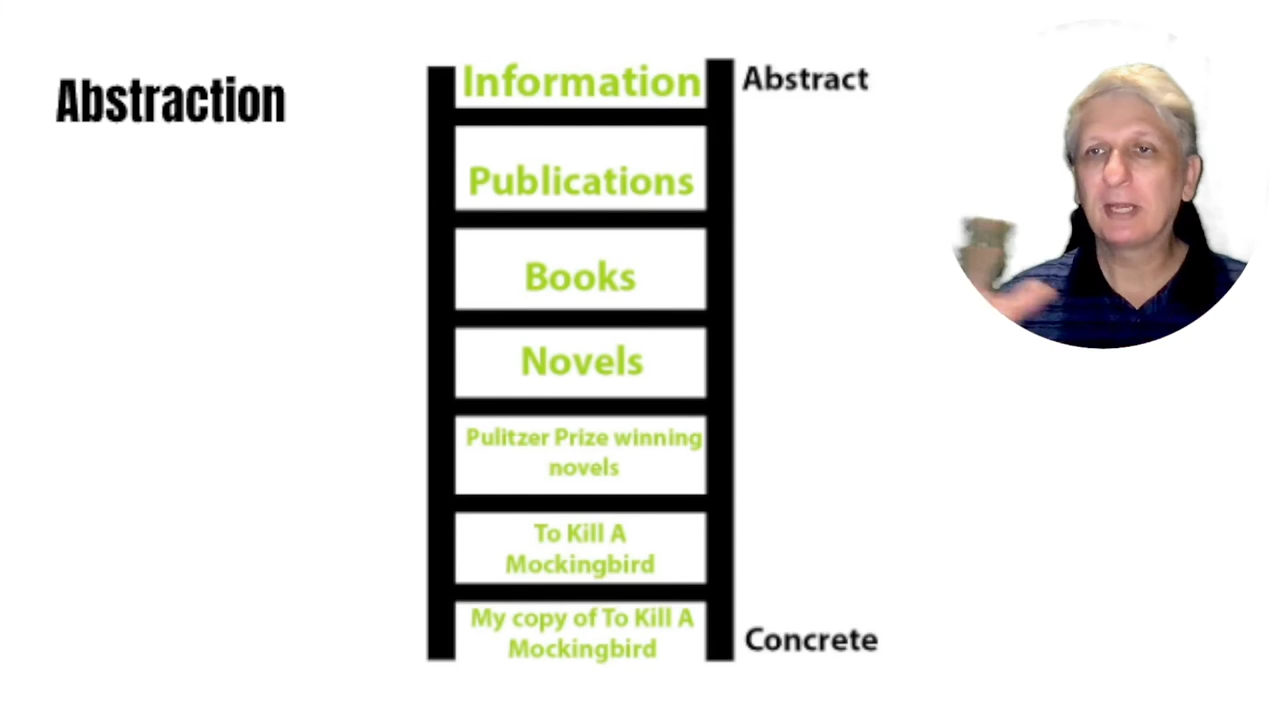 Abstraction
Information
Abstract
Publications
Books
Novels
Pulitzer Prize winning
novels
To Kill A
Mockingbird
My copy of To Kill A
Mockingbird
Concrete